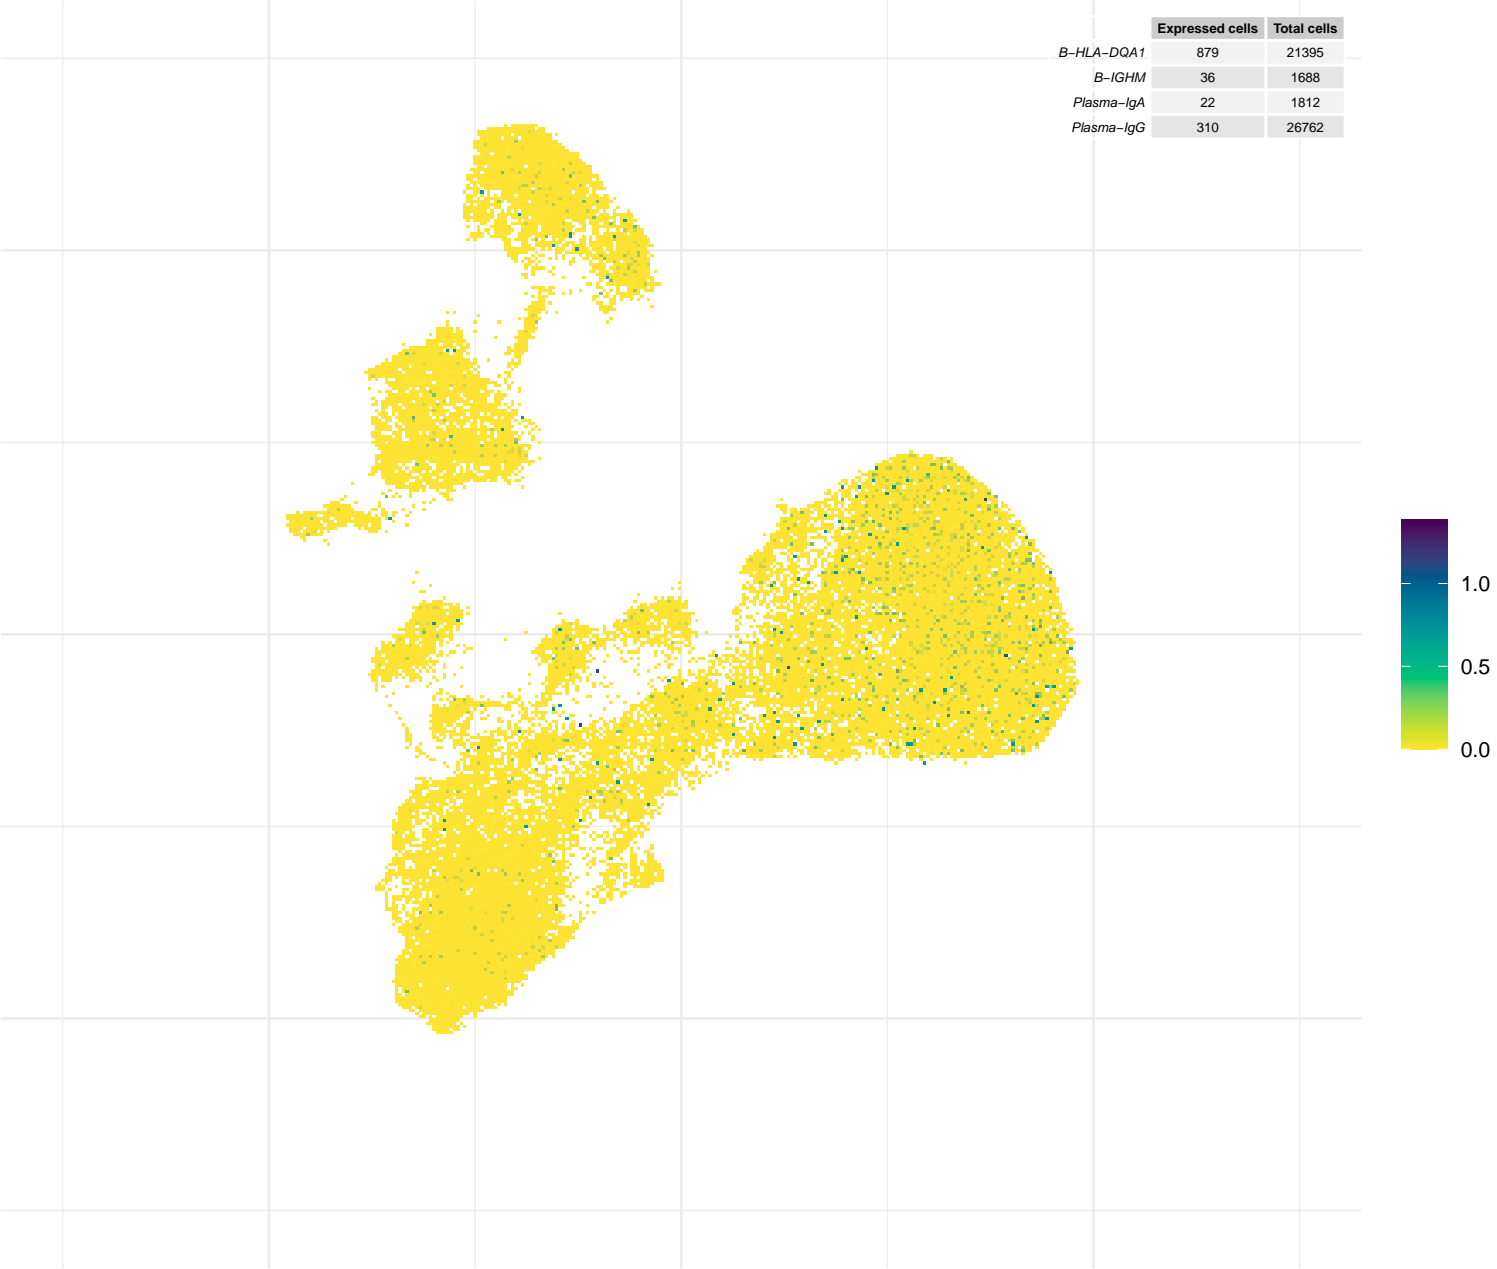 Expressed cells Total cells
B−HLA−DQA1 879 21395
B−IGHM 36 1688
Plasma−IgA 22 1812
Plasma−IgG 310 26762
1.0
0.5
0.0